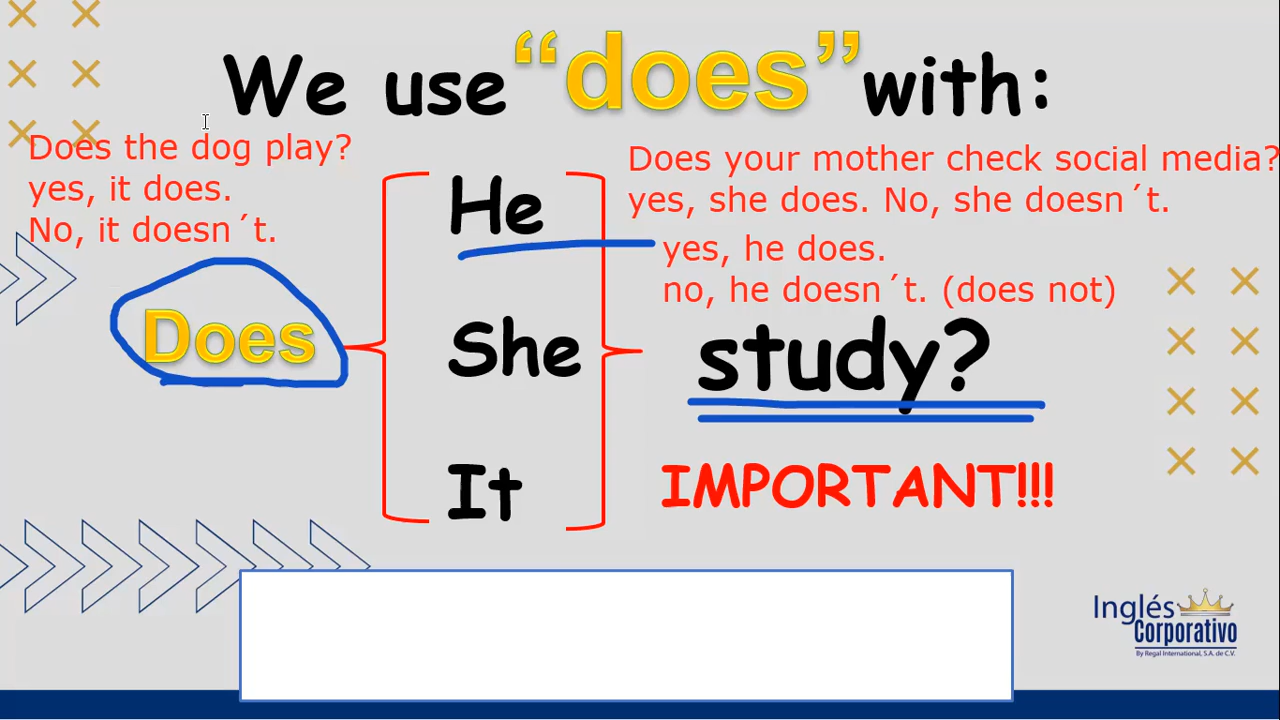 We use “does” with:
Does the dog play?
yes, it does.
No, it doesn´t.
Does your mother check social media?
yes, she does. No, she doesn´t.
yes, he does.
no, he doesn´t. (does not)
Does
He
She
It
study?
IMPORTANT!!!
Inglés
Corporativo
By Regal International, S.A. de C.V.